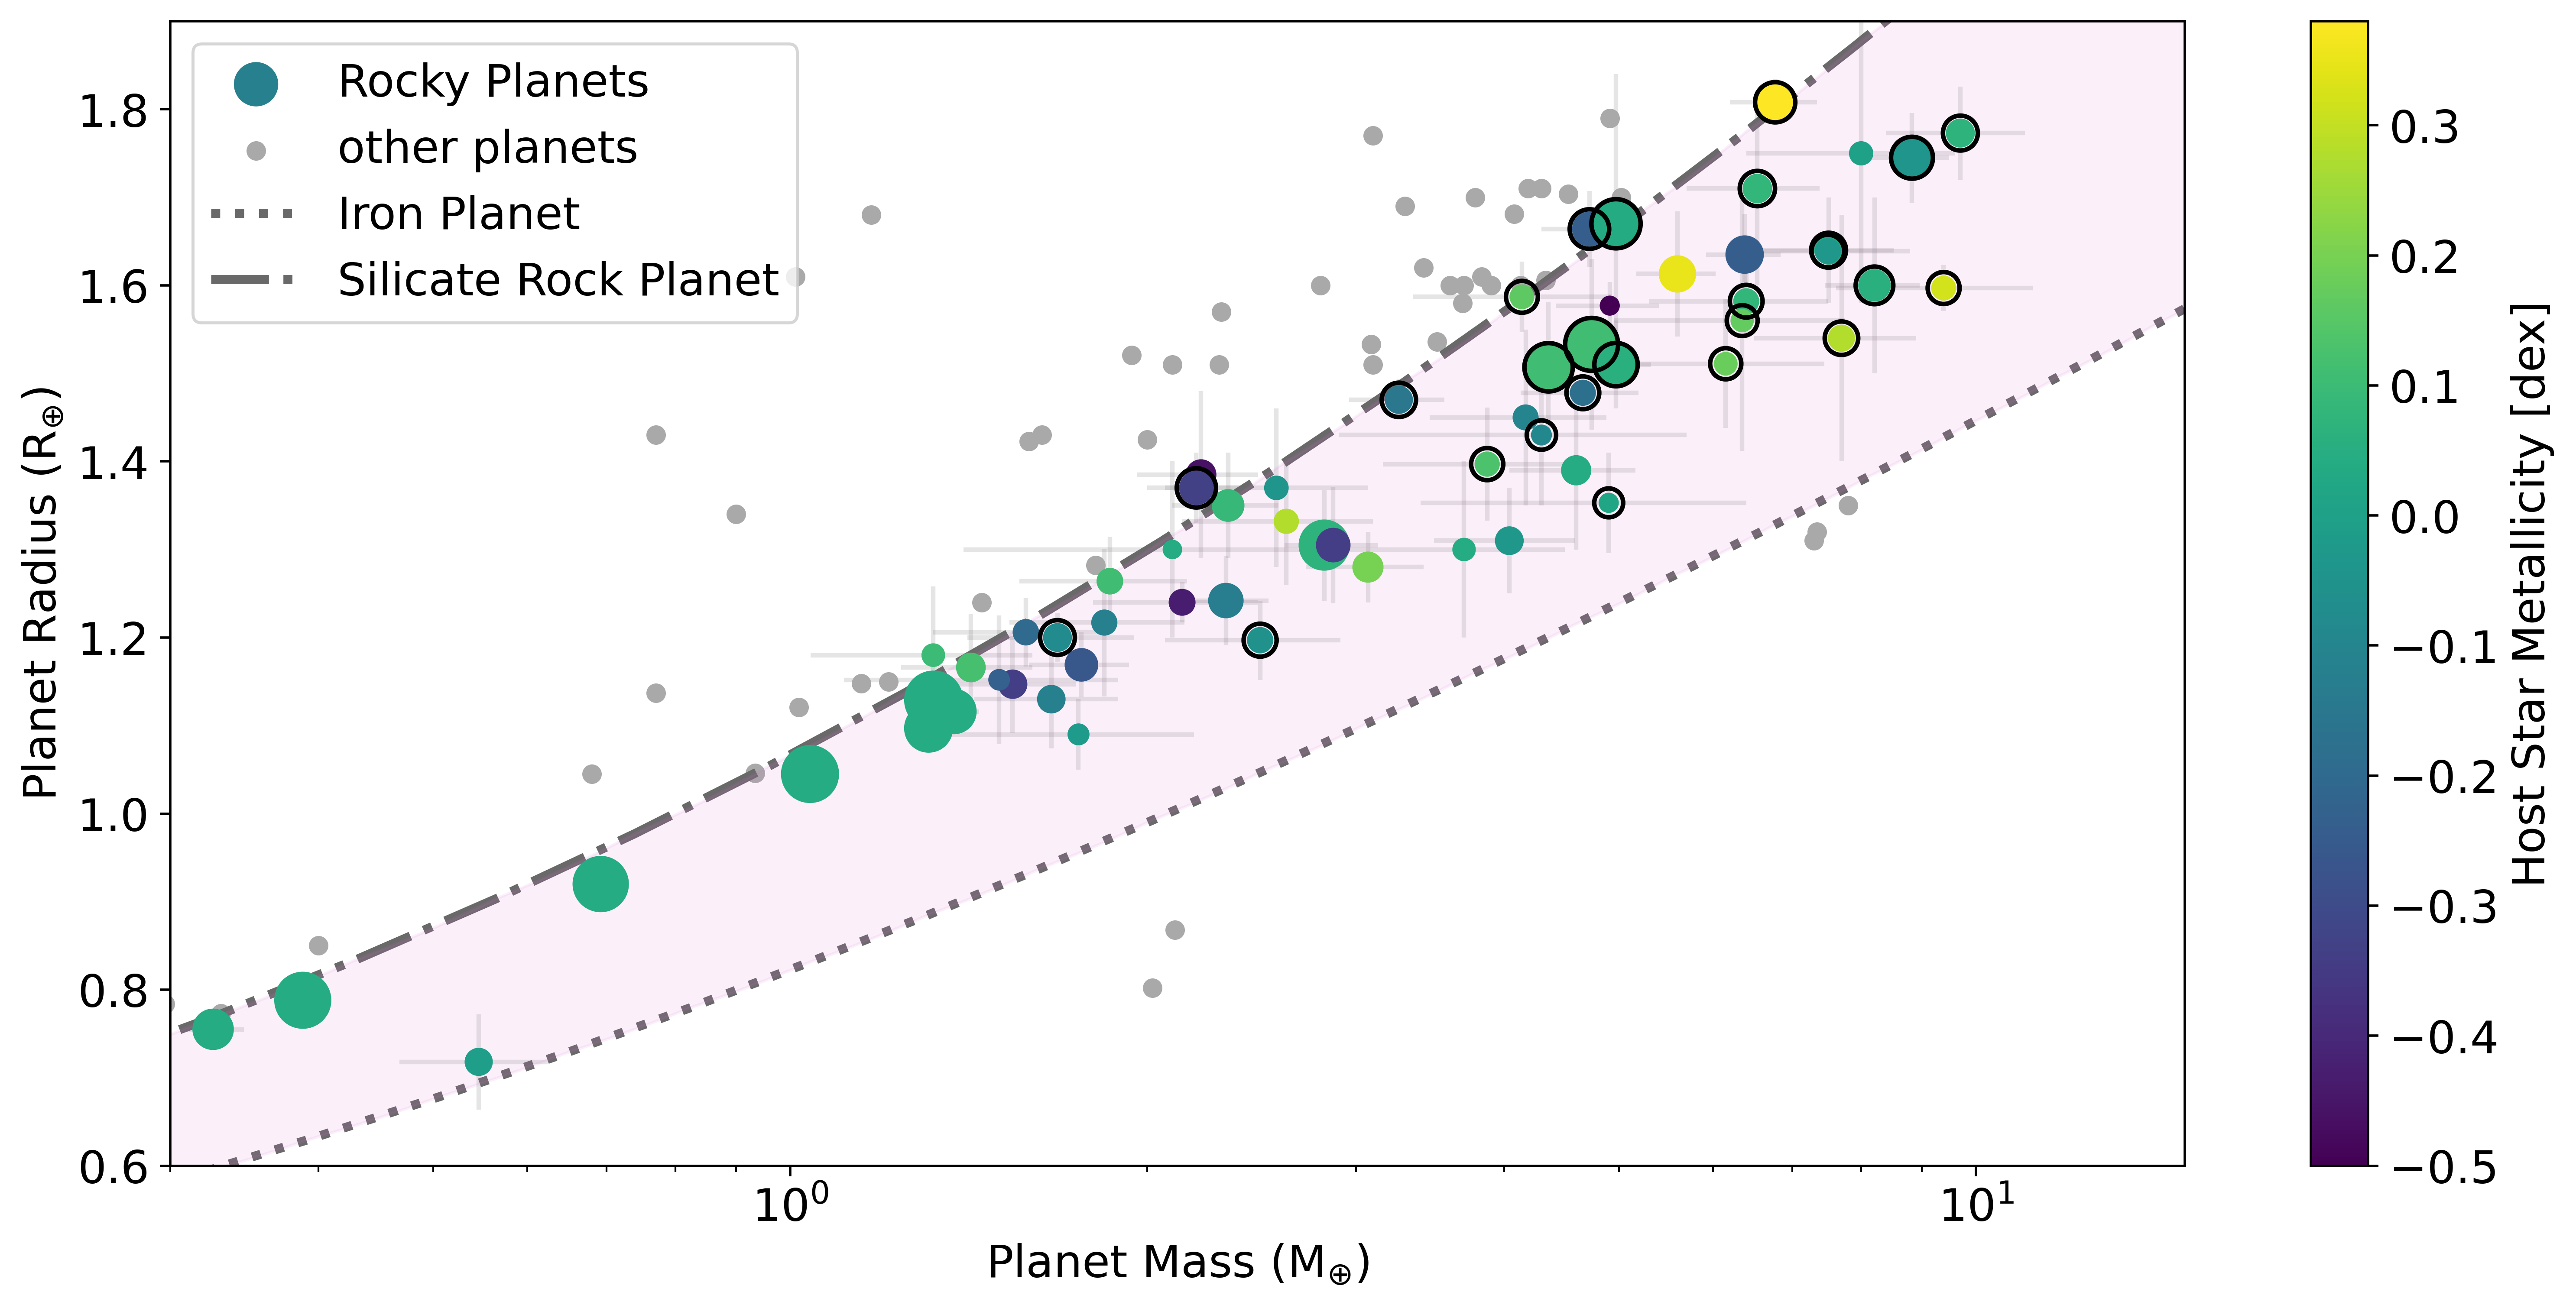 Rocky Planets
other planets
Iron Planet
Silicate Rock Planet
Planet Radius (R⊕)
1.8
1.6
1.4
1.2
1.0
0.8
0.6
10⁰
10¹
Planet Mass (M⊕)
0.3
0.2
0.1
0.0
−0.1
−0.2
−0.3
−0.4
−0.5
Host Star Metallicity [dex]